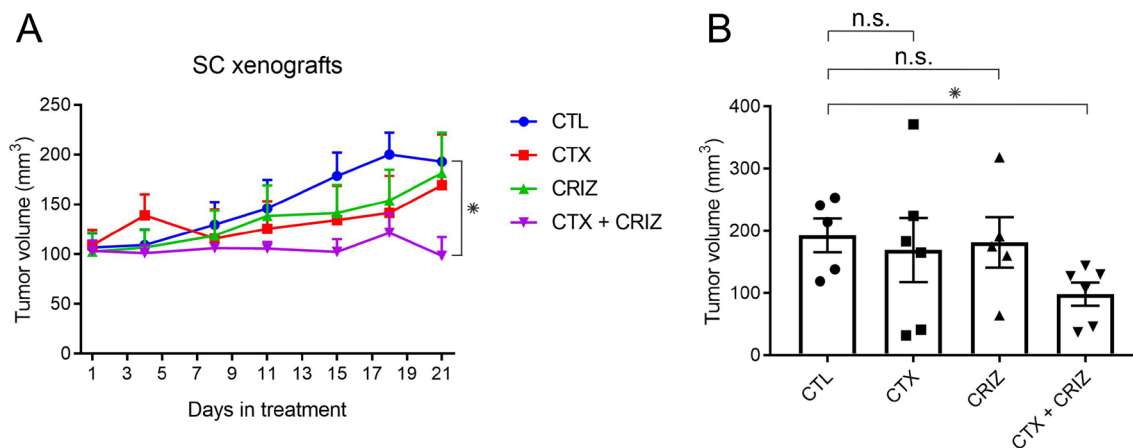 A
SC xenografts
Tumor volume (mm³)
250
200
150
100
50
0
1 3 5 7 9 11 13 15 17 19 21
Days in treatment
CTL
CTX
CRIZ
CTX + CRIZ
*
B
n.s.
n.s.
*
Tumor volume (mm³)
400
300
200
100
0
CTL
CTX
CRIZ
CTX + CRIZ